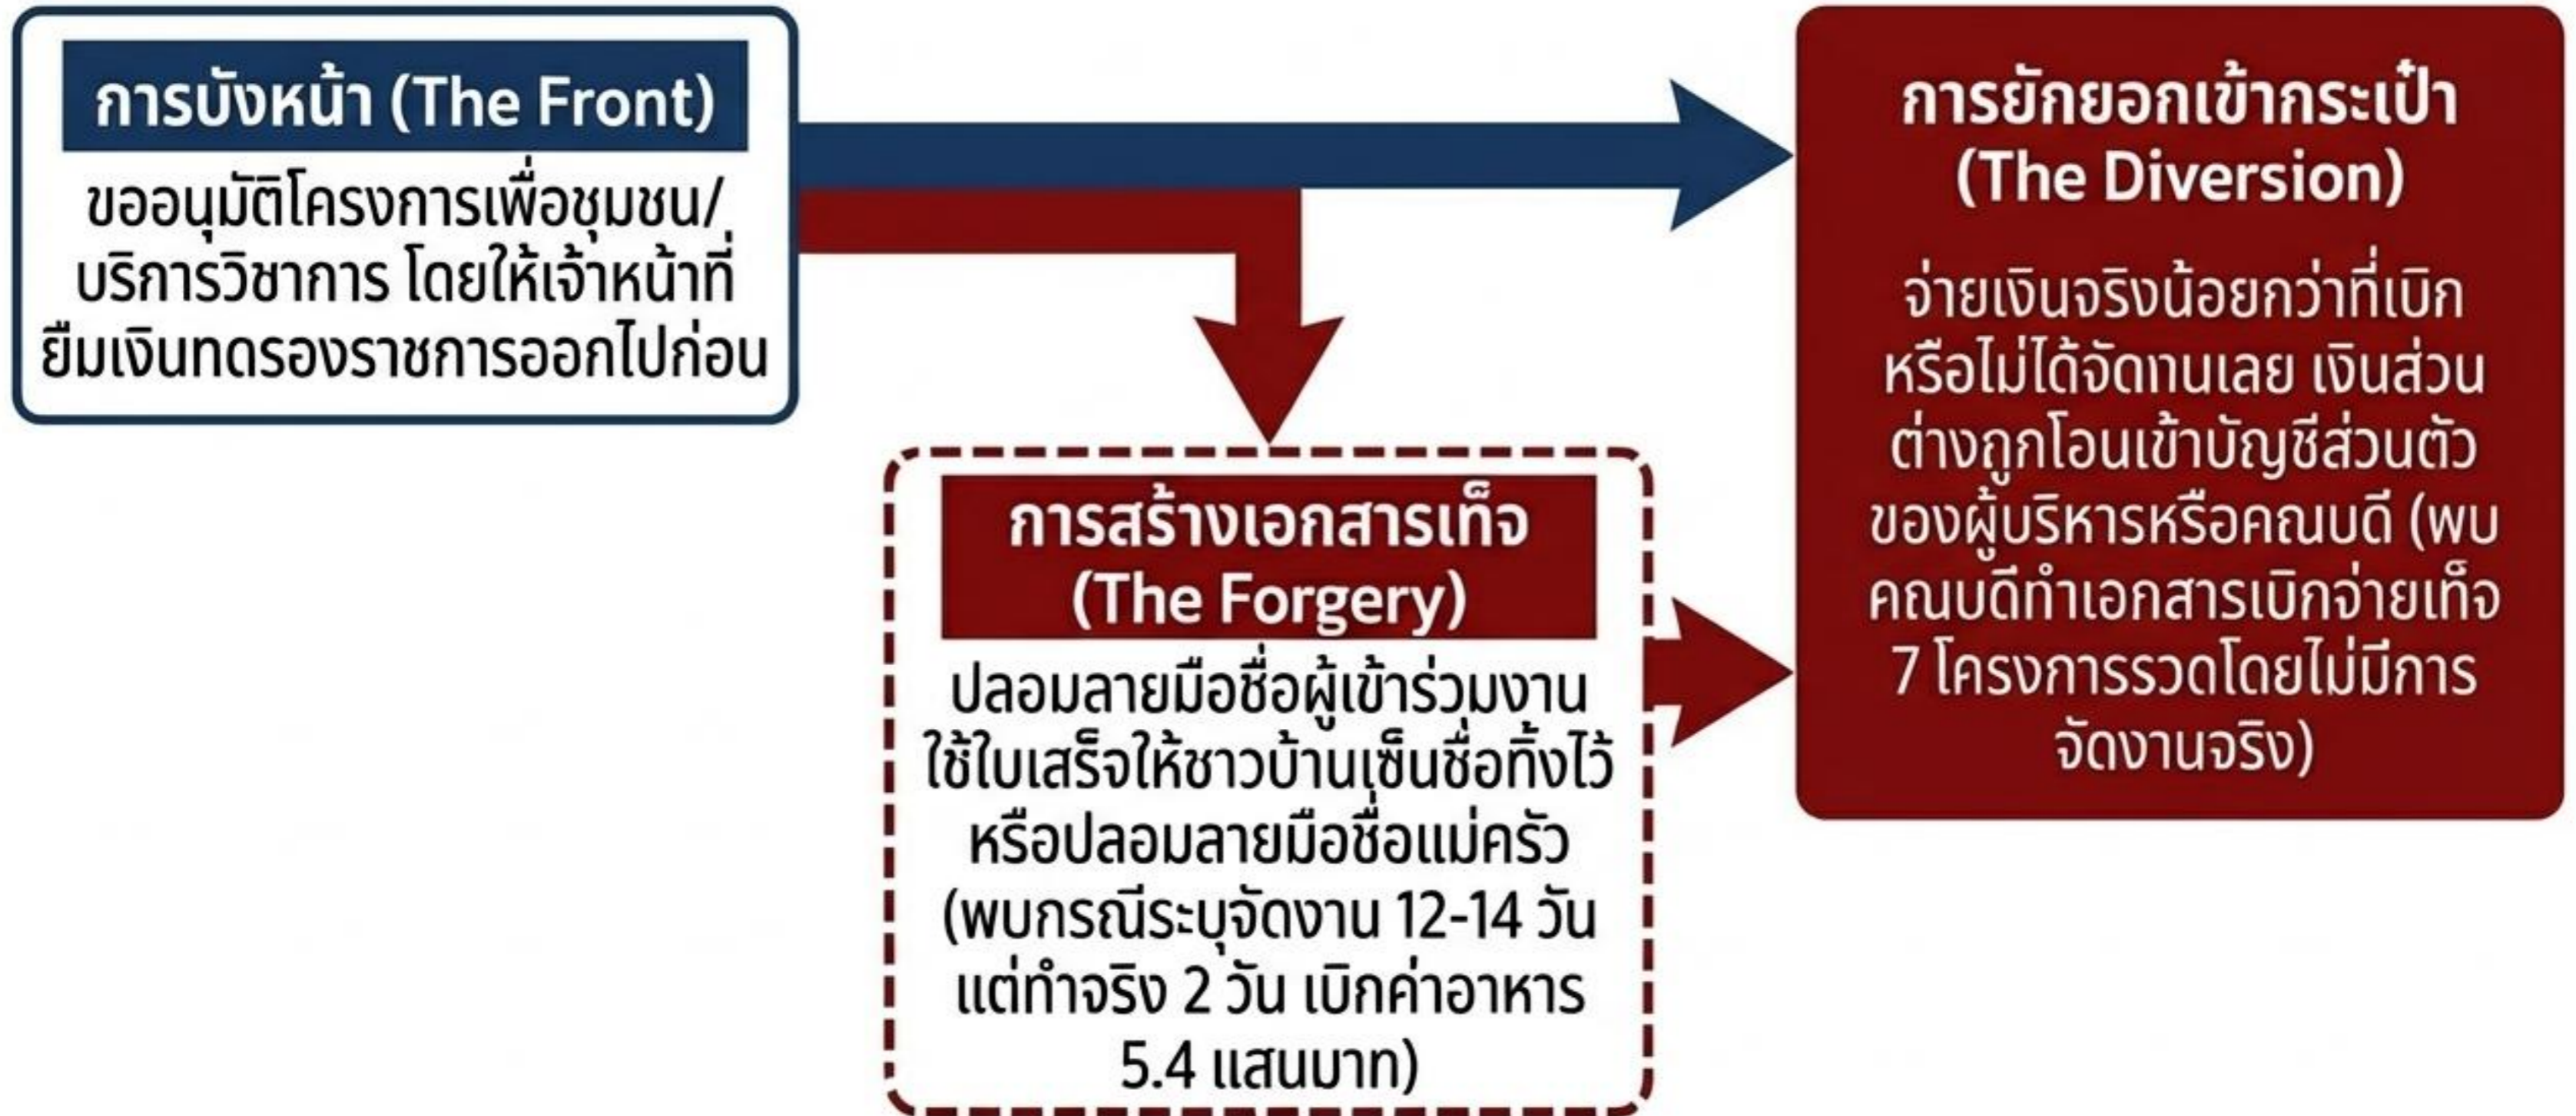 การบังหน้า (The Front)
ขออนุมัติโครงการเพื่อชุมชน/
บริการวิชาการ โดยให้เจ้าหน้าที่
ยืมเงินทดรองราชการออกไปก่อน
การสร้างเอกสารเท็จ
(The Forgery)
ปลอมลายมือชื่อผู้เข้าร่วมงาน
ใช้ใบเสร็จให้ชาวบ้านเซ็นชื่อทิ้งไว้
หรือปลอมลายมือชื่อแม่ครัว
(พบกรณีระบุจัดงาน 12-14 วัน
แต่ทำจริง 2 วัน เบิกค่าอาหาร
5.4 แสนบาท)
การยักยอกเข้ากระเป๋า
(The Diversion)
จ่ายเงินจริงน้อยกว่าที่เบิก
หรือไม่ได้จัดงานเลย เงินส่วน
ต่างถูกโอนเข้าบัญชีส่วนตัว
ของผู้บริหารหรือคณบดี (พบ
คณบดีทำเอกสารเบิกจ่ายเท็จ
7 โครงการรวดโดยไม่มีการ
จัดงานจริง)